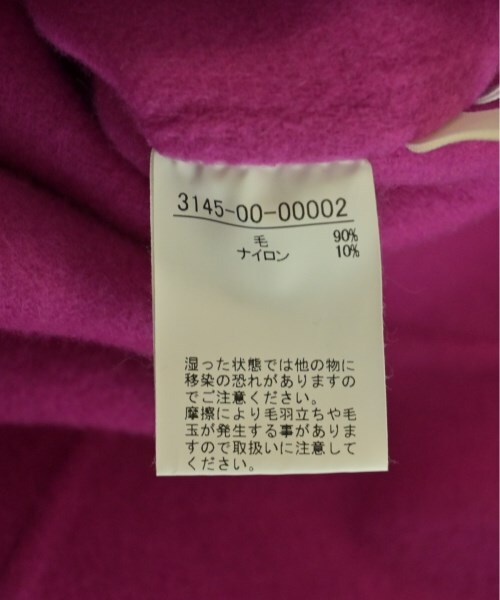 3145-00-00002
毛 90%
ナイロン 10%
湿った状態では他の物に
移染の恐れがありますの
でご注意ください。
摩擦により毛羽立ちや毛
玉が発生する事がありま
すので取扱いに注意して
ください。